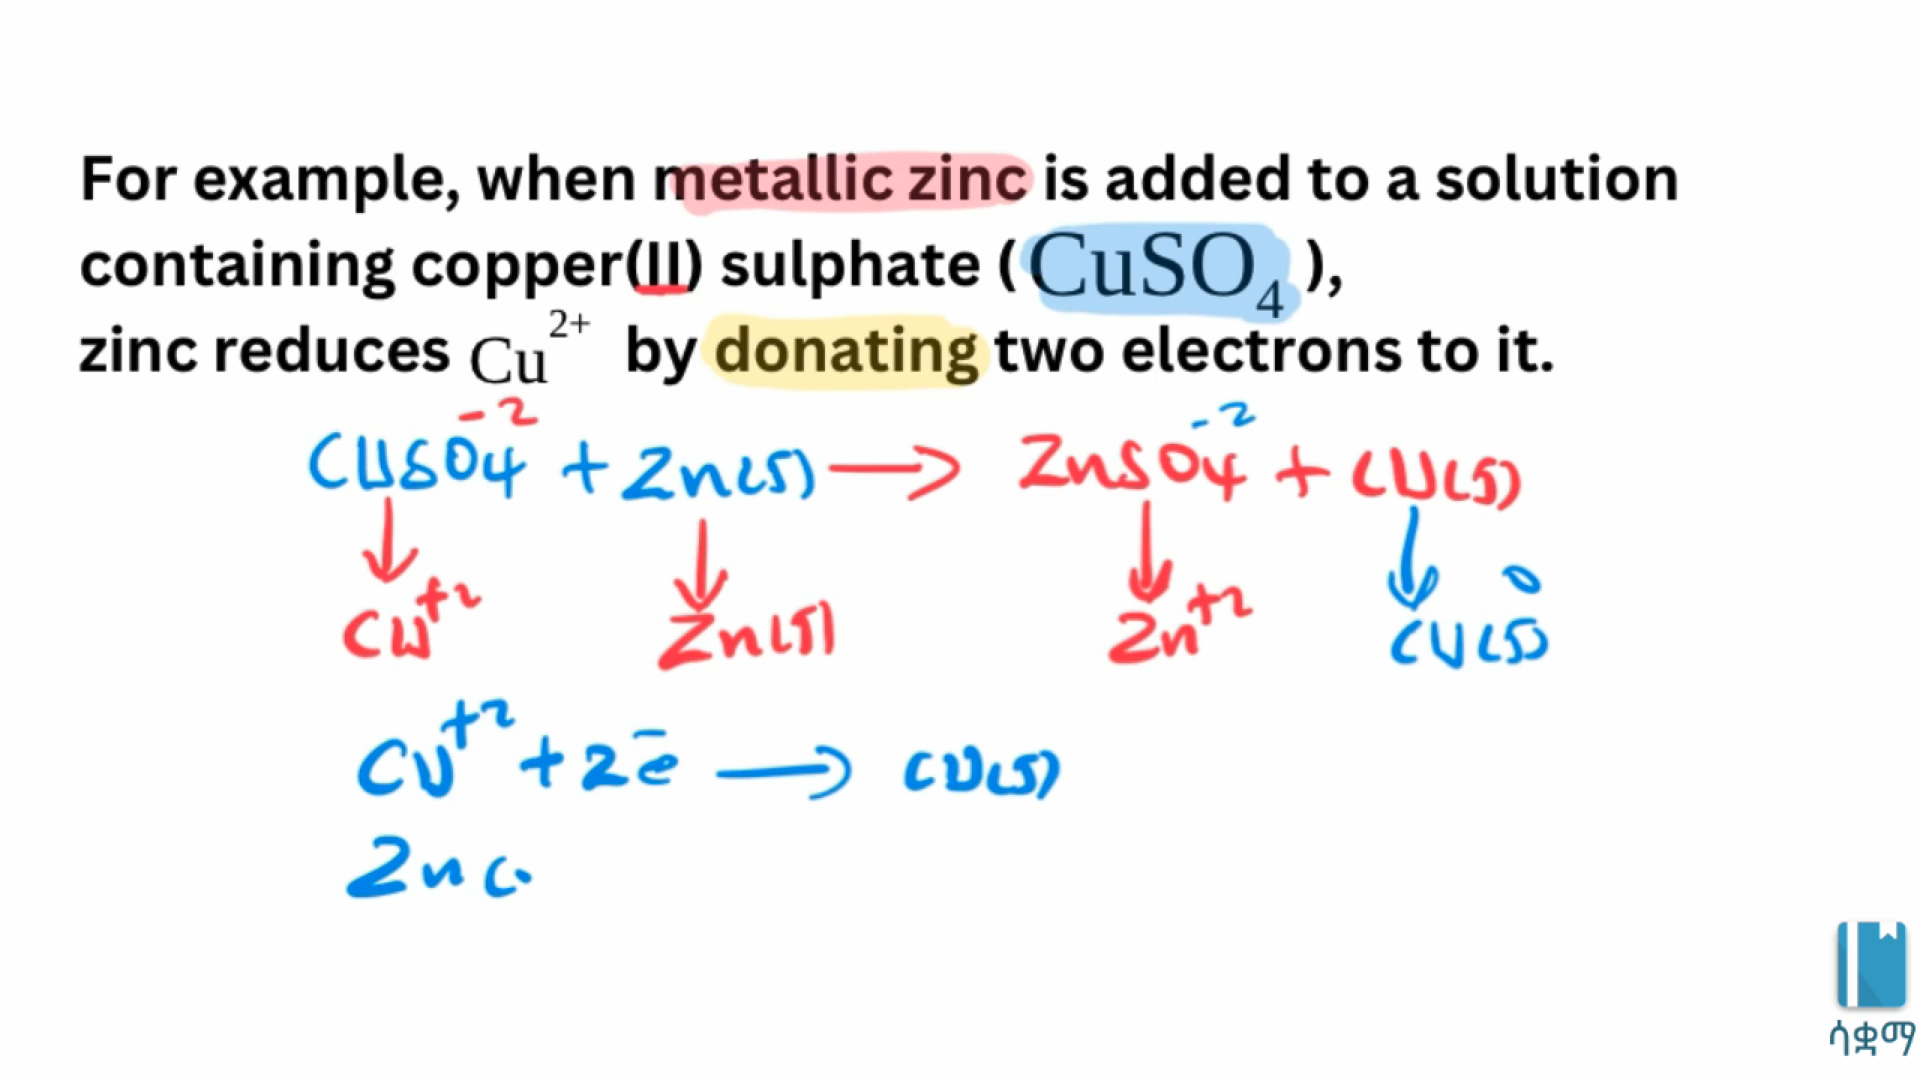 For example, when metallic zinc is added to a solution
containing copper(II) sulphate (CuSO₄),
zinc reduces Cu²⁺ by donating two electrons to it.
CuSO₄⁻² + Zn(s) → ZnSO₄⁻² + Cu(s)
Cu⁺² Zn(s) Zn⁺² Cu(s)⁰
Cu⁺² + 2e⁻ → Cu(s)
Zn(
ሳቋማ